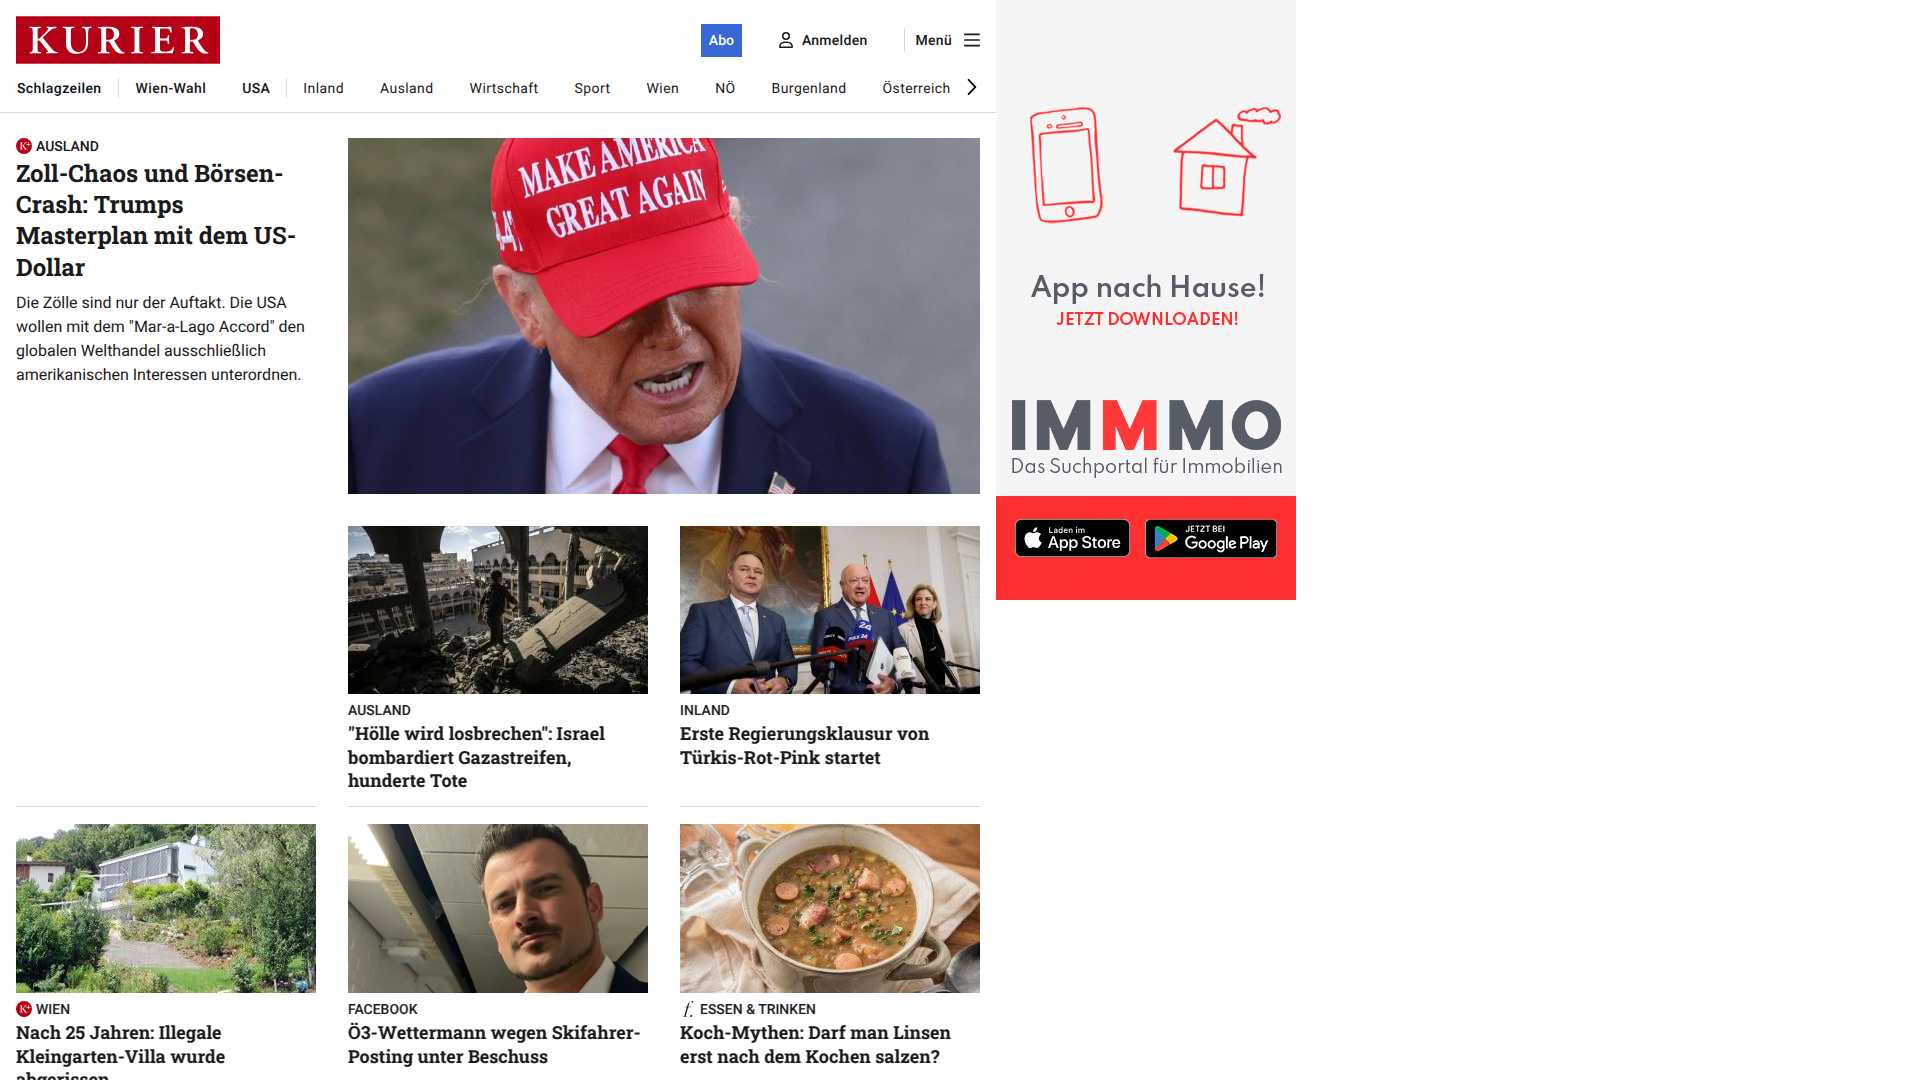 KURIER
Abo
Anmelden
Menü
Schlagzeilen
Wien-Wahl
USA
Inland
Ausland
Wirtschaft
Sport
Wien
NÖ
Burgenland
Österreich
K+ AUSLAND
Zoll-Chaos und Börsen-
Crash: Trumps
Masterplan mit dem US-
Dollar
Die Zölle sind nur der Auftakt. Die USA
wollen mit dem "Mar-a-Lago Accord" den
globalen Welthandel ausschließlich
amerikanischen Interessen unterordnen.
MAKE AMERICA
GREAT AGAIN
AUSLAND
"Hölle wird losbrechen": Israel
bombardiert Gazastreifen,
hunderte Tote
INLAND
Erste Regierungsklausur von
Türkis-Rot-Pink startet
K+ WIEN
Nach 25 Jahren: Illegale
Kleingarten-Villa wurde
abgerissen
FACEBOOK
Ö3-Wettermann wegen Skifahrer-
Posting unter Beschuss
f. ESSEN & TRINKEN
Koch-Mythen: Darf man Linsen
erst nach dem Kochen salzen?
App nach Hause!
JETZT DOWNLOADEN!
IMMMO
Das Suchportal für Immobilien
Laden im
App Store
JETZT BEI
Google Play